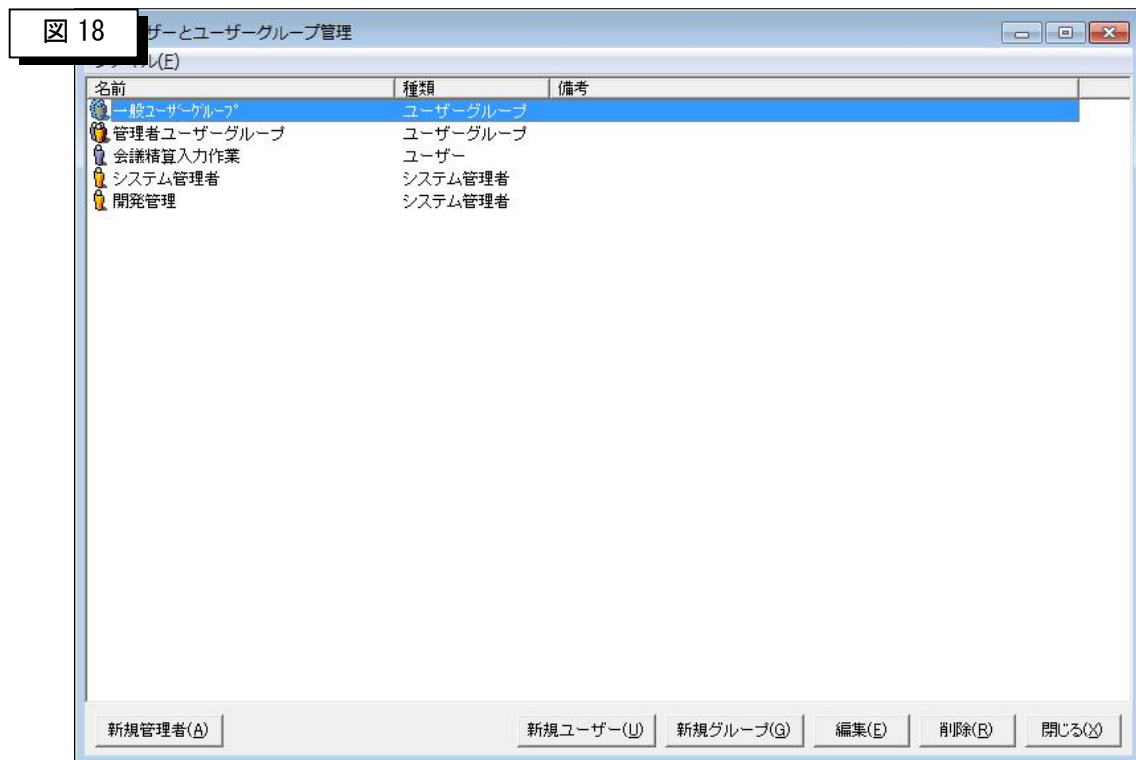 図 18
ザーとユーザーグループ管理
ル(F)
名前 種類 備考
一般ユーザーグループ ユーザーグループ
管理者ユーザーグループ ユーザーグループ
会議精算入力作業 ユーザー
システム管理者 システム管理者
開発管理 システム管理者
新規管理者(A) 新規ユーザー(U) 新規グループ(G) 編集(E) 削除(R) 閉じる(X)